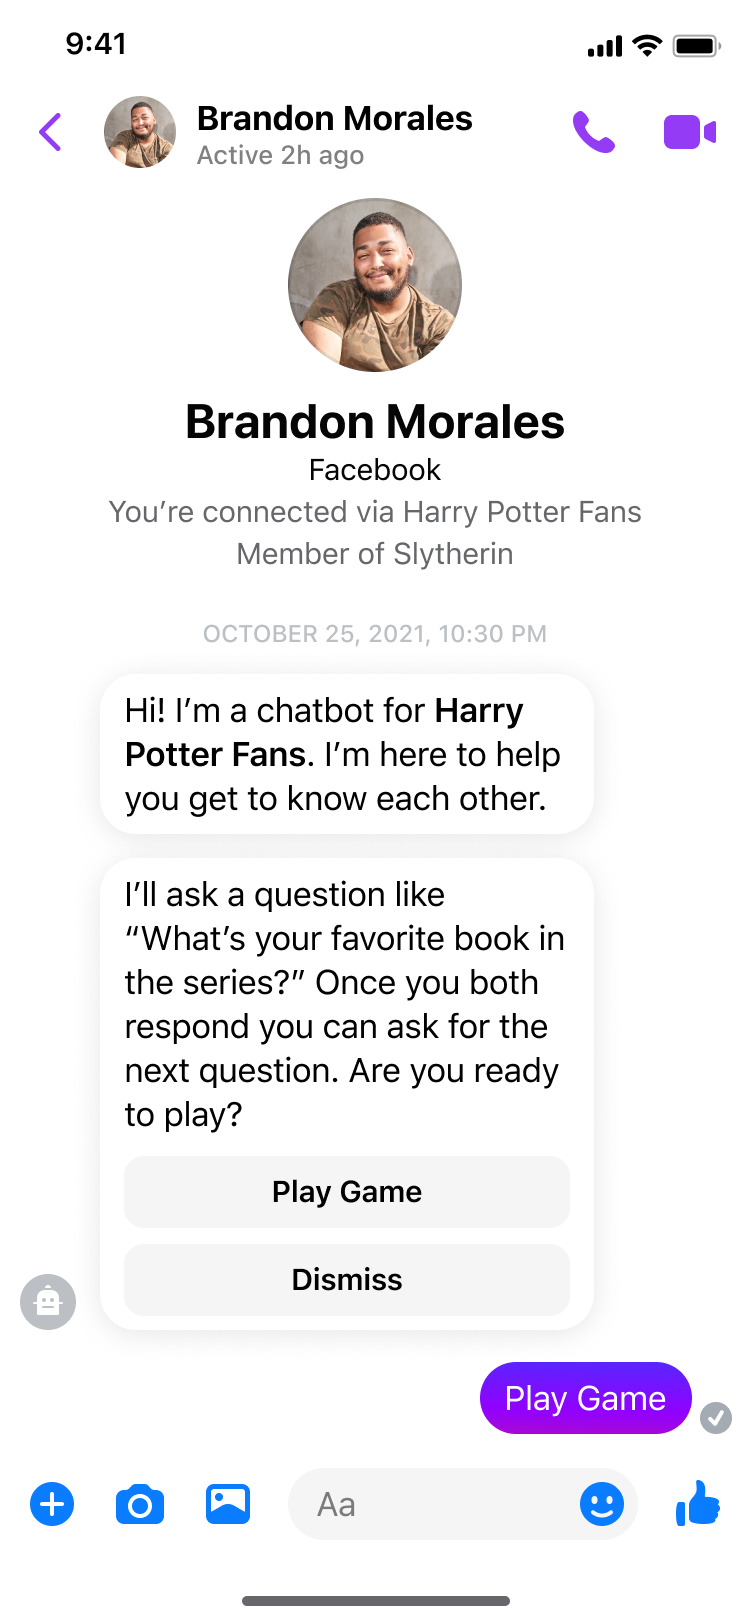 9:41
Brandon Morales
Active 2h ago
Brandon Morales
Facebook
You’re connected via Harry Potter Fans
Member of Slytherin
OCTOBER 25, 2021, 10:30 PM
Hi! I’m a chatbot for Harry
Potter Fans. I’m here to help
you get to know each other.
I’ll ask a question like
“What’s your favorite book in
the series?” Once you both
respond you can ask for the
next question. Are you ready
to play?
Play Game
Dismiss
Play Game
Aa